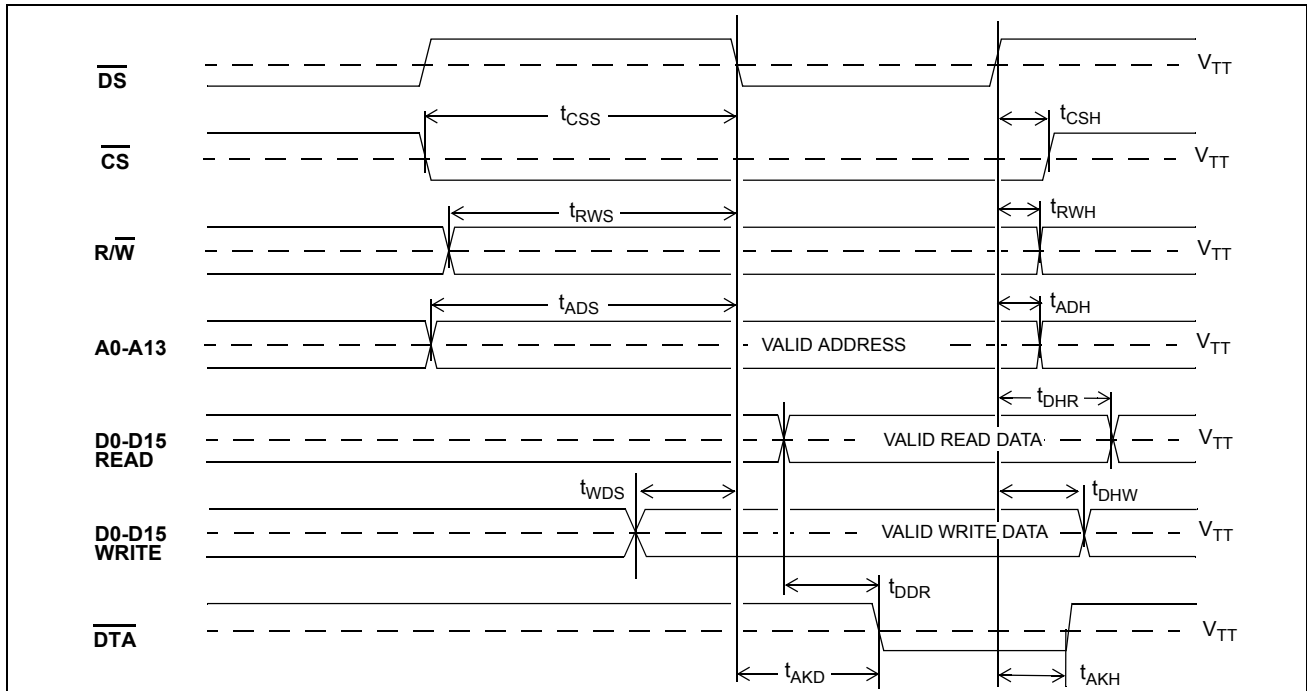 DS
VTT
tCSS
tCSH
CS
VTT
tRWS
tRWH
R/W
VTT
tADS
tADH
A0-A13
VALID ADDRESS
VTT
tDHR
D0-D15
READ
VALID READ DATA
VTT
tWDS
tDHW
D0-D15
WRITE
VALID WRITE DATA
VTT
tDDR
DTA
VTT
tAKD
tAKH